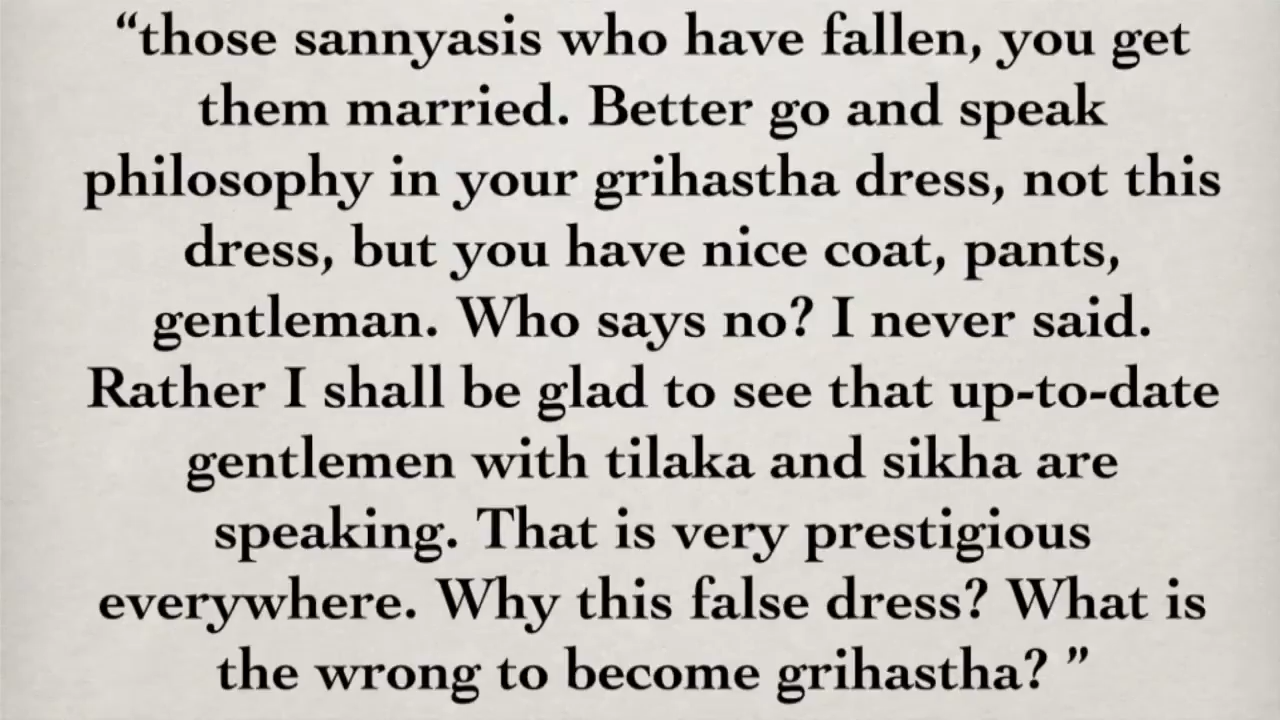 “those sannyasis who have fallen, you get
them married. Better go and speak
philosophy in your grihastha dress, not this
dress, but you have nice coat, pants,
gentleman. Who says no? I never said.
Rather I shall be glad to see that up-to-date
gentlemen with tilaka and sikha are
speaking. That is very prestigious
everywhere. Why this false dress? What is
the wrong to become grihastha? ”